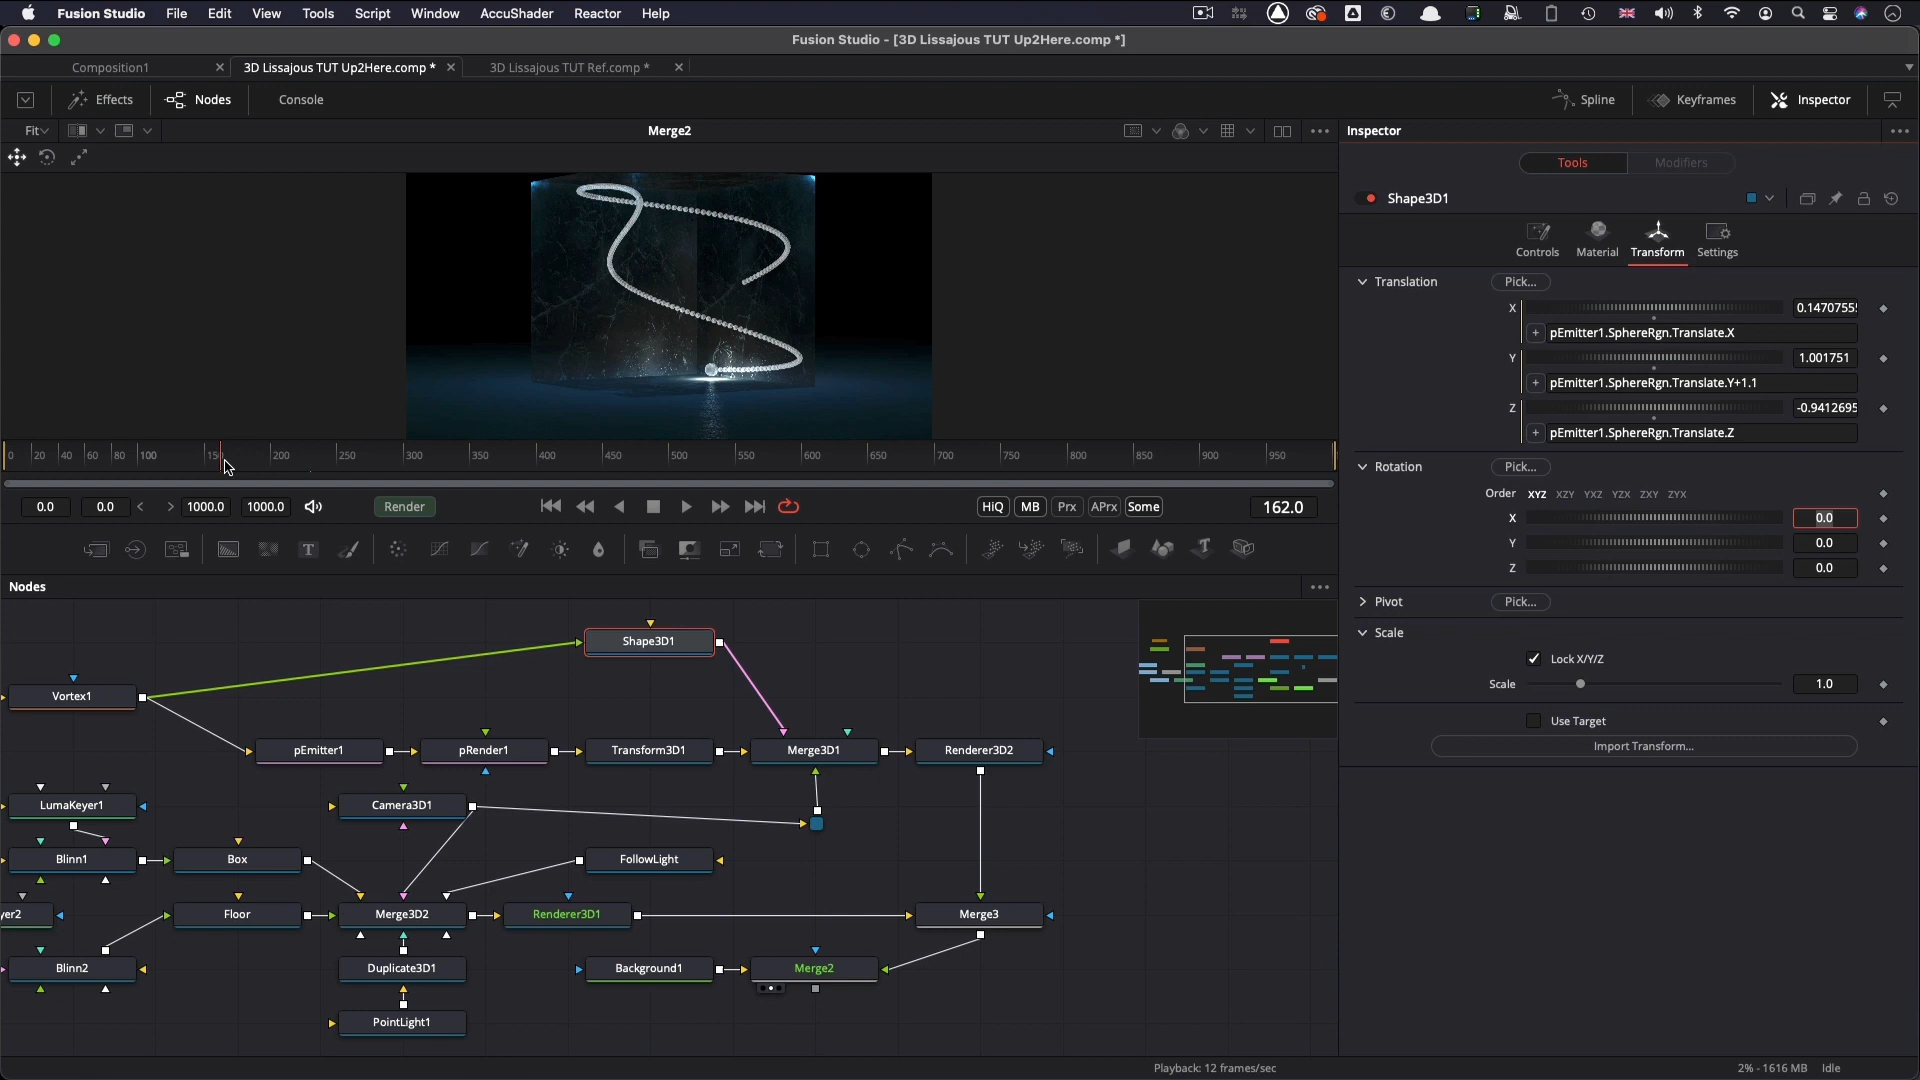 Fusion Studio File Edit View Tools Script Window AccuShader Reactor Help
Fusion Studio - [3D Lissajous TUT Up2Here.comp *]
Composition1 3D Lissajous TUT Up2Here.comp * 3D Lissajous TUT Ref.comp *
Effects Nodes Console Spline Keyframes Inspector
Fit Merge2 Inspector
Tools Modifiers
Shape3D1
Controls Material Transform Settings
Translation Pick...
X 0.1470755
pEmitter1.SphereRgn.Translate.X
Y 1.001751
pEmitter1.SphereRgn.Translate.Y+1.1
Z -0.9412695
pEmitter1.SphereRgn.Translate.Z
Rotation Pick...
Order XYZ XZY YXZ YZX ZXY ZYX
X 0.0
Y 0.0
Z 0.0
Pivot Pick...
Scale
Lock X/Y/Z
Scale 1.0
Use Target
Import Transform...
0 20 40 60 80 100 150 200 250 300 350 400 450 500 550 600 650 700 750 800 850 900 950
0.0 0.0 < > 1000.0 1000.0 Render HiQ MB Prx APrx Some 162.0
T T
Nodes
Shape3D1
Vortex1
pEmitter1 pRender1 Transform3D1 Merge3D1 Renderer3D2
LumaKeyer1 Camera3D1
Blinn1 Box FollowLight
yer2 Floor Merge3D2 Renderer3D1 Merge3
Blinn2 Duplicate3D1 Background1 Merge2
PointLight1
Playback: 12 frames/sec 2% - 1616 MB Idle